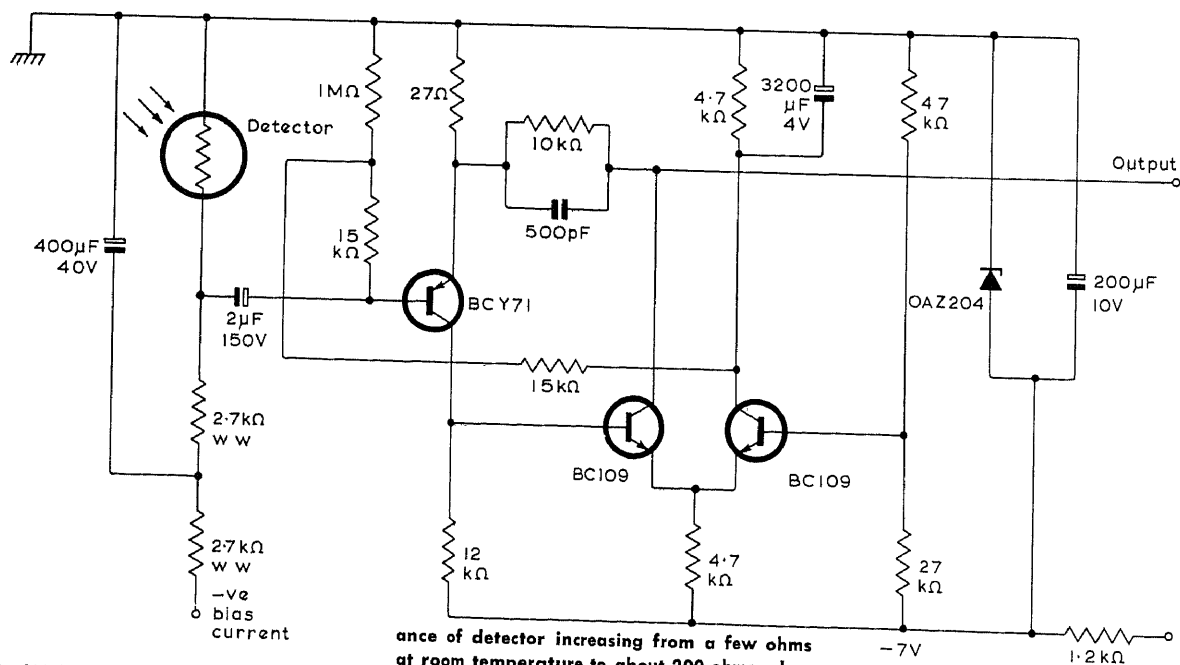 1MΩ
27Ω
4·7
kΩ
3200
µF
4V
47
kΩ
Detector
10kΩ
Output
500pF
15
kΩ
400µF
40V
2µF
150V
BCY71
OAZ204
200µF
10V
15kΩ
2·7kΩ
W W
BC109
BC109
2·7kΩ
W W
12
kΩ
4·7
kΩ
27
kΩ
-ve
bias
current
-7V
1·2kΩ
ance of detector increasing from a few ohms
at room temperature to about